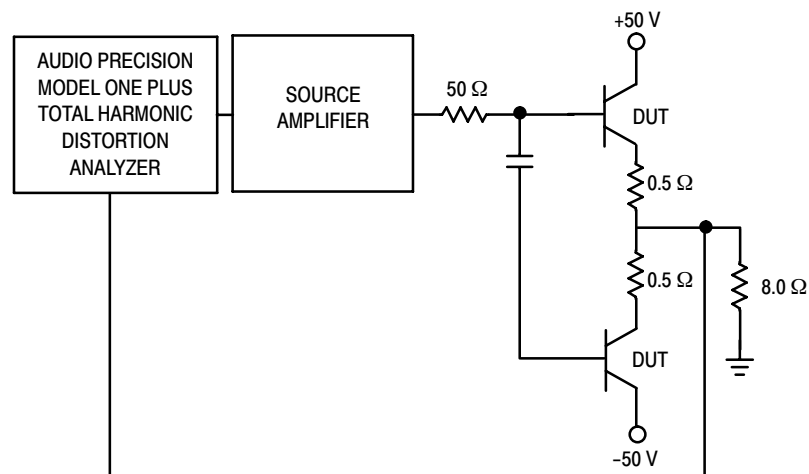 AUDIO PRECISION
MODEL ONE PLUS
TOTAL HARMONIC
DISTORTION
ANALYZER
SOURCE
AMPLIFIER
50 Ω
+50 V
DUT
0.5 Ω
0.5 Ω
8.0 Ω
DUT
–50 V